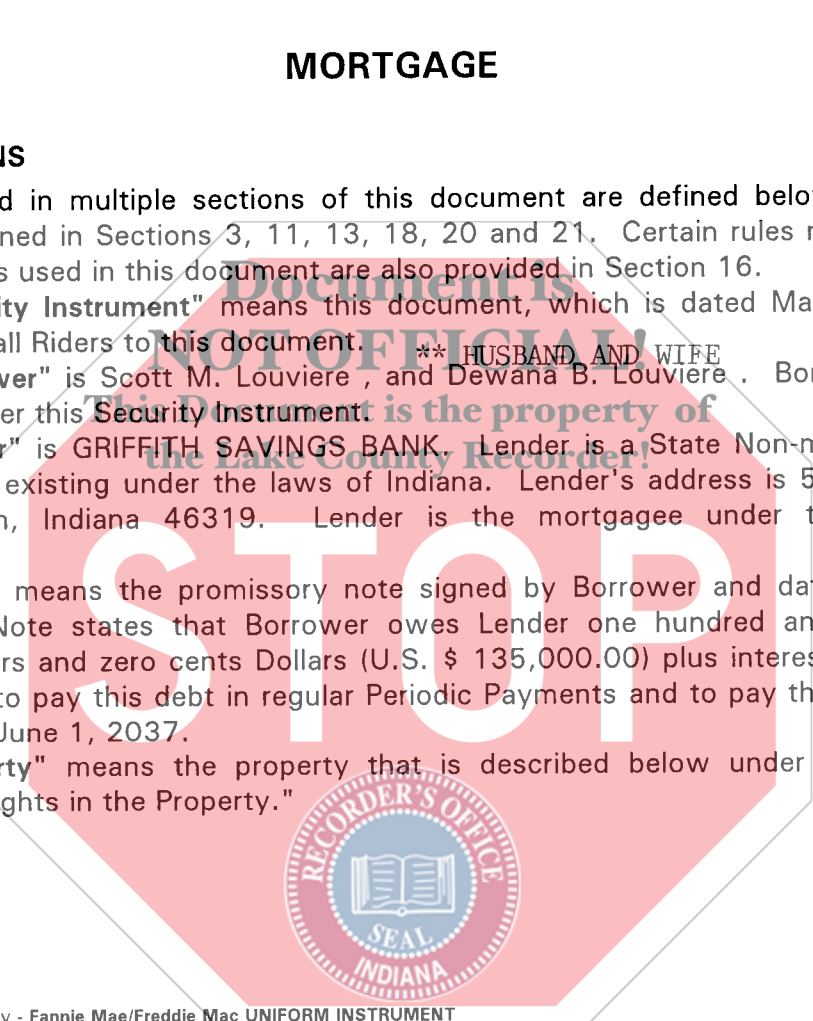 MORTGAGE
NS
d in multiple sections of this document are defined belo
ned in Sections 3, 11, 13, 18, 20 and 21. Certain rules r
s used in this document are also provided in Section 16.
ity Instrument" means this document, which is dated Ma
all Riders to this document.
** HUSBAND AND WIFE
ver" is Scott M. Louviere , and Dewana B. Louviere . Bor
er this Security Instrument.
r" is GRIFFITH SAVINGS BANK. Lender is a State Non-m
existing under the laws of Indiana. Lender's address is 5
n, Indiana 46319. Lender is the mortgagee under t
means the promissory note signed by Borrower and da
Note states that Borrower owes Lender one hundred an
rs and zero cents Dollars (U.S. $ 135,000.00) plus interes
to pay this debt in regular Periodic Payments and to pay th
June 1, 2037.
rty" means the property that is described below under
ghts in the Property."
Document is
NOT OFFICIAL!
This Document is the property of
the Lake County Recorder!
STOP
RECORDER'S OFFICE
SEAL
INDIANA
y - Fannie Mae/Freddie Mac UNIFORM INSTRUMENT